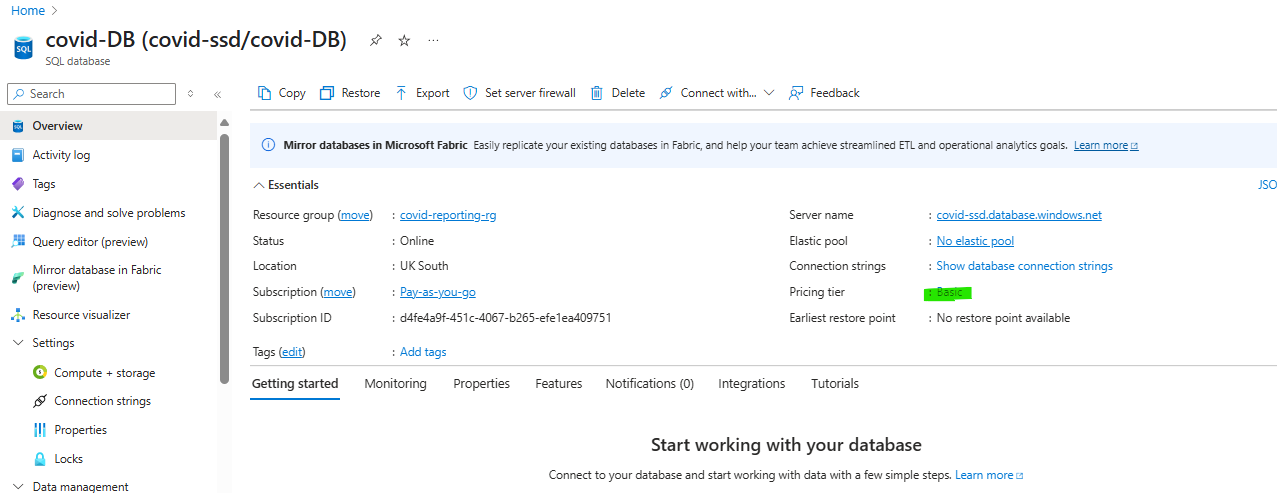 Home >
covid-DB (covid-ssd/covid-DB)
SQL database
Search
Copy Restore Export Set server firewall Delete Connect with... Feedback
Overview
Activity log
Tags
Diagnose and solve problems
Query editor (preview)
Mirror database in Fabric
(preview)
Resource visualizer
Settings
Compute + storage
Connection strings
Properties
Locks
Data management
Mirror databases in Microsoft Fabric Easily replicate your existing databases in Fabric, and help your team achieve streamlined ETL and operational analytics goals. Learn more
Essentials
JSO
Resource group (move) : covid-reporting-rg
Status : Online
Location : UK South
Subscription (move) : Pay-as-you-go
Subscription ID : d4fe4a9f-451c-4067-b265-efe1ea409751
Server name : covid-ssd.database.windows.net
Elastic pool : No elastic pool
Connection strings : Show database connection strings
Pricing tier : Basic
Earliest restore point : No restore point available
Tags (edit) : Add tags
Getting started Monitoring Properties Features Notifications (0) Integrations Tutorials
Start working with your database
Connect to your database and start working with data with a few simple steps. Learn more